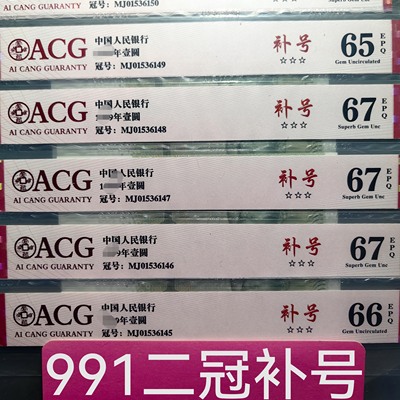 AI CANG GUARANTY 冠号: MJ01536150
ACG 中国人民银行 补号 65 EPQ
年壹圆 ☆☆☆
AI CANG GUARANTY 冠号: MJ01536149 Gem Uncirculated
ACG 中国人民银行 补号 67 EPQ
9年壹圆 ☆☆☆
AI CANG GUARANTY 冠号: MJ01536148 Superb Gem Unc
ACG 中国人民银行 补号 67 EPQ
年壹圆 ☆☆☆
AI CANG GUARANTY 冠号: MJ01536147 Superb Gem Unc
ACG 中国人民银行 补号 67 EPQ
9年壹圆 ☆☆☆
AI CANG GUARANTY 冠号: MJ01536146 Superb Gem Unc
ACG 中国人民银行 补号 66 EPQ
9年壹圆 ☆☆☆
AI CANG GUARANTY 冠号: MJ01536145 Gem Uncirculated
991二冠补号